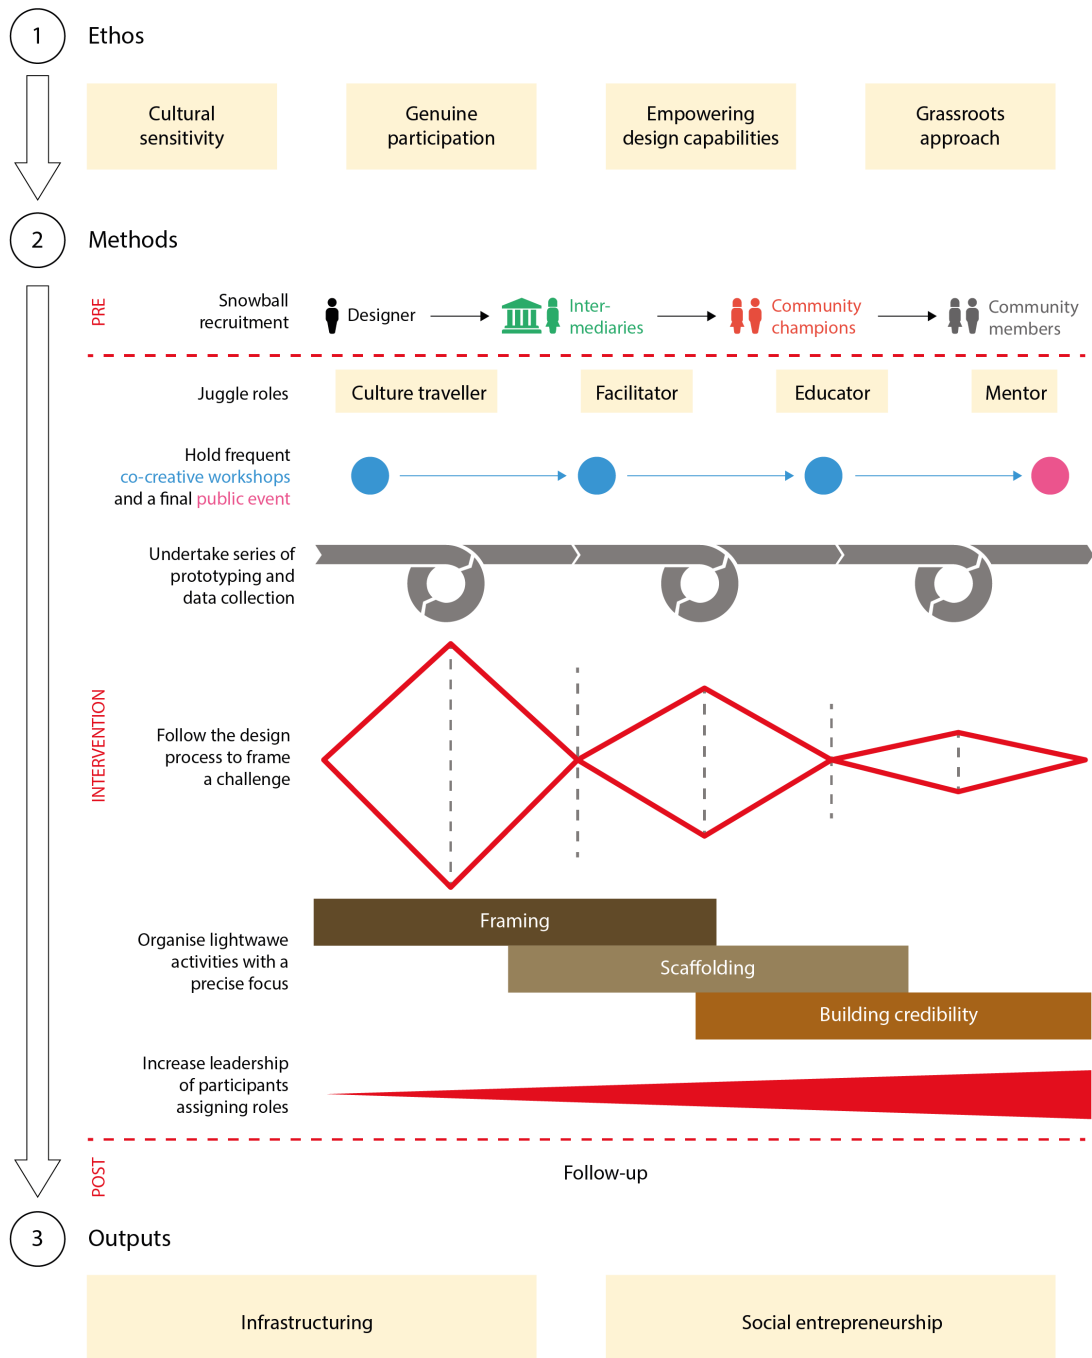 1
Ethos
Cultural
sensitivity
Genuine
participation
Empowering
design capabilities
Grassroots
approach
2
Methods
PRE
Snowball
recruitment
Designer
Inter-
mediaries
Community
champions
Community
members
Juggle roles
Culture traveller
Facilitator
Educator
Mentor
Hold frequent
co-creative workshops
and a final public event
Undertake series of
prototyping and
data collection
INTERVENTION
Follow the design
process to frame
a challenge
Organise lightwawe
activities with a
precise focus
Framing
Scaffolding
Building credibility
Increase leadership
of participants
assigning roles
POST
Follow-up
3
Outputs
Infrastructuring
Social entrepreneurship